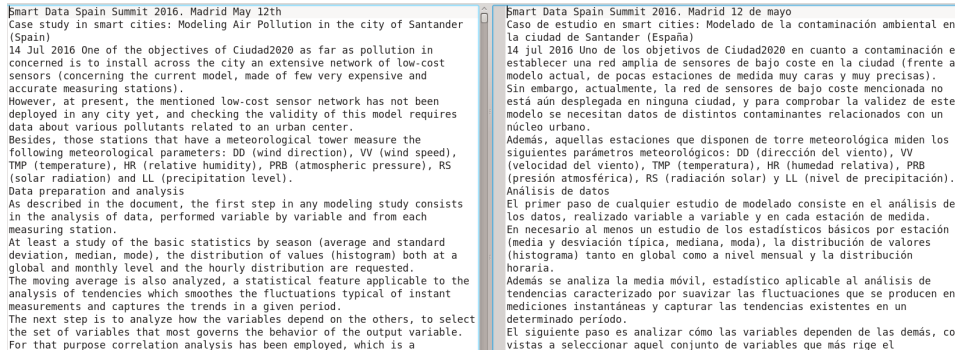 Smart Data Spain Summit 2016. Madrid May 12th
Case study in smart cities: Modeling Air Pollution in the city of Santander
(Spain)
14 Jul 2016 One of the objectives of Ciudad2020 as far as pollution in
concerned is to install across the city an extensive network of low-cost
sensors (concerning the current model, made of few very expensive and
accurate measuring stations).
However, at present, the mentioned low-cost sensor network has not been
deployed in any city yet, and checking the validity of this model requires
data about various pollutants related to an urban center.
Besides, those stations that have a meteorological tower measure the
following meteorological parameters: DD (wind direction), VV (wind speed),
TMP (temperature), HR (relative humidity), PRB (atmospheric pressure), RS
(solar radiation) and LL (precipitation level).
Data preparation and analysis
As described in the document, the first step in any modeling study consists
in the analysis of data, performed variable by variable and from each
measuring station.
At least a study of the basic statistics by season (average and standard
deviation, median, mode), the distribution of values (histogram) both at a
global and monthly level and the hourly distribution are requested.
The moving average is also analyzed, a statistical feature applicable to the
analysis of tendencies which smoothes the fluctuations typical of instant
measurements and captures the trends in a given period.
The next step is to analyze how the variables depend on the others, to select
the set of variables that most governs the behavior of the output variable.
For that purpose correlation analysis has been employed, which is a
Smart Data Spain Summit 2016. Madrid 12 de mayo
Caso de estudio en smart cities: Modelado de la contaminación ambiental en
la ciudad de Santander (España)
14 jul 2016 Uno de los objetivos de Ciudad2020 en cuanto a contaminación e
establecer una red amplia de sensores de bajo coste en la ciudad (frente a
modelo actual, de pocas estaciones de medida muy caras y muy precisas).
Sin embargo, actualmente, la red de sensores de bajo coste mencionada no
está aún desplegada en ninguna ciudad, y para comprobar la validez de este
modelo se necesitan datos de distintos contaminantes relacionados con un
núcleo urbano.
Además, aquellas estaciones que disponen de torre meteorológica miden los
siguientes parámetros meteorológicos: DD (dirección del viento), VV
(velocidad del viento), TMP (temperatura), HR (humedad relativa), PRB
(presión atmosférica), RS (radiación solar) y LL (nivel de precipitación).
Análisis de datos
El primer paso de cualquier estudio de modelado consiste en el análisis de
los datos, realizado variable a variable y en cada estación de medida.
En necesario al menos un estudio de los estadísticos básicos por estación
(media y desviación típica, mediana, moda), la distribución de valores
(histograma) tanto en global como a nivel mensual y la distribución
horaria.
Además se analiza la media móvil, estadístico aplicable al análisis de
tendencias caracterizado por suavizar las fluctuaciones que se producen en
mediciones instantáneas y capturar las tendencias existentes en un
determinado período.
El siguiente paso es analizar cómo las variables dependen de las demás, co
vistas a seleccionar aquel conjunto de variables que más rige el